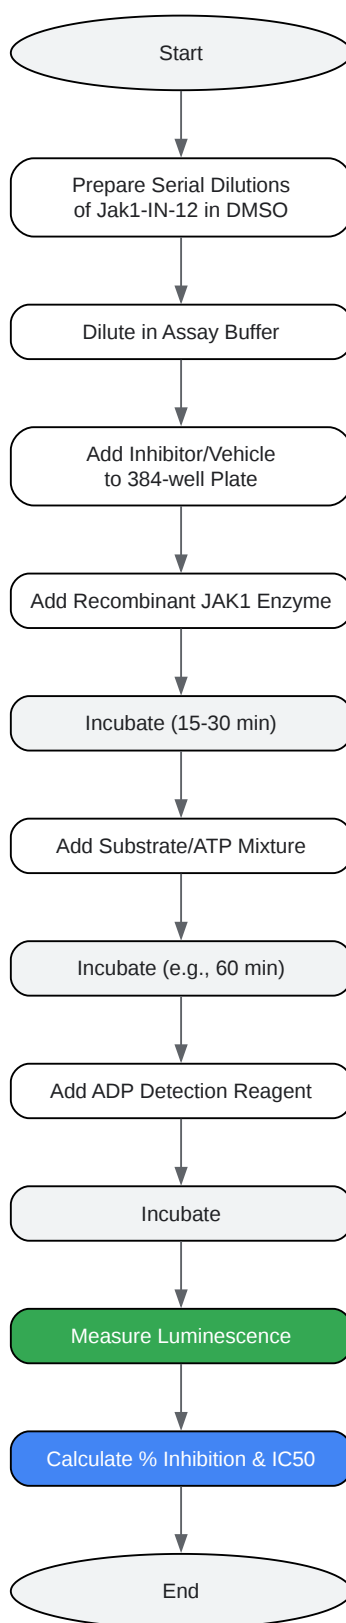 Start
Prepare Serial Dilutions
of Jak1-IN-12 in DMSO
Dilute in Assay Buffer
Add Inhibitor/Vehicle
to 384-well Plate
Add Recombinant JAK1 Enzyme
Incubate (15-30 min)
Add Substrate/ATP Mixture
Incubate (e.g., 60 min)
Add ADP Detection Reagent
Incubate
Measure Luminescence
Calculate % Inhibition & IC50
End